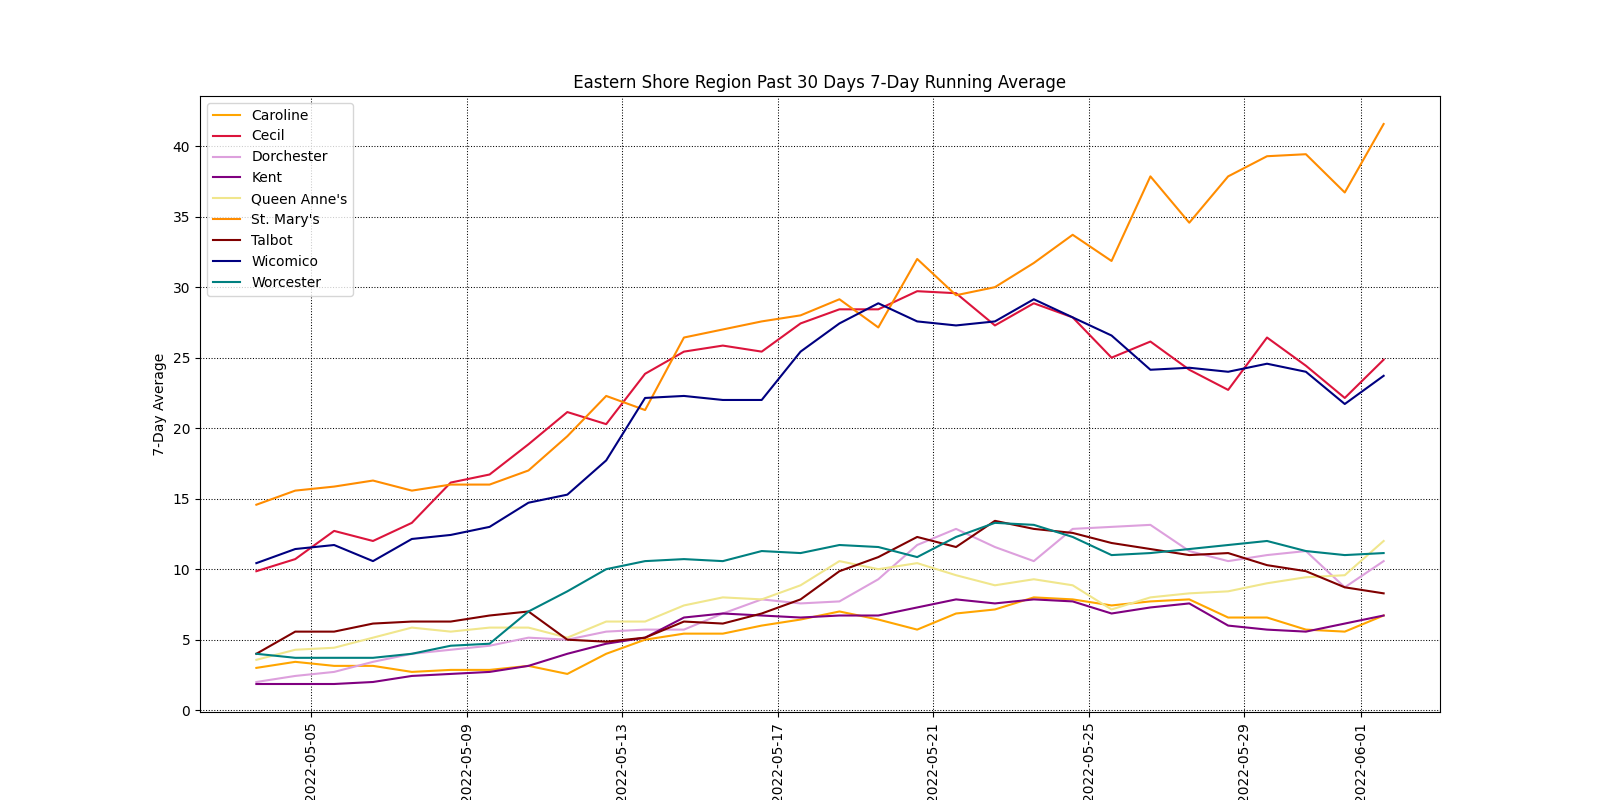 Eastern Shore Region Past 30 Days 7-Day Running Average
Caroline
Cecil
Dorchester
Kent
Queen Anne's
St. Mary's
Talbot
Wicomico
Worcester
7-Day Average
40
35
30
25
20
15
10
5
0
2022-05-05
2022-05-09
2022-05-13
2022-05-17
2022-05-21
2022-05-25
2022-05-29
2022-06-01